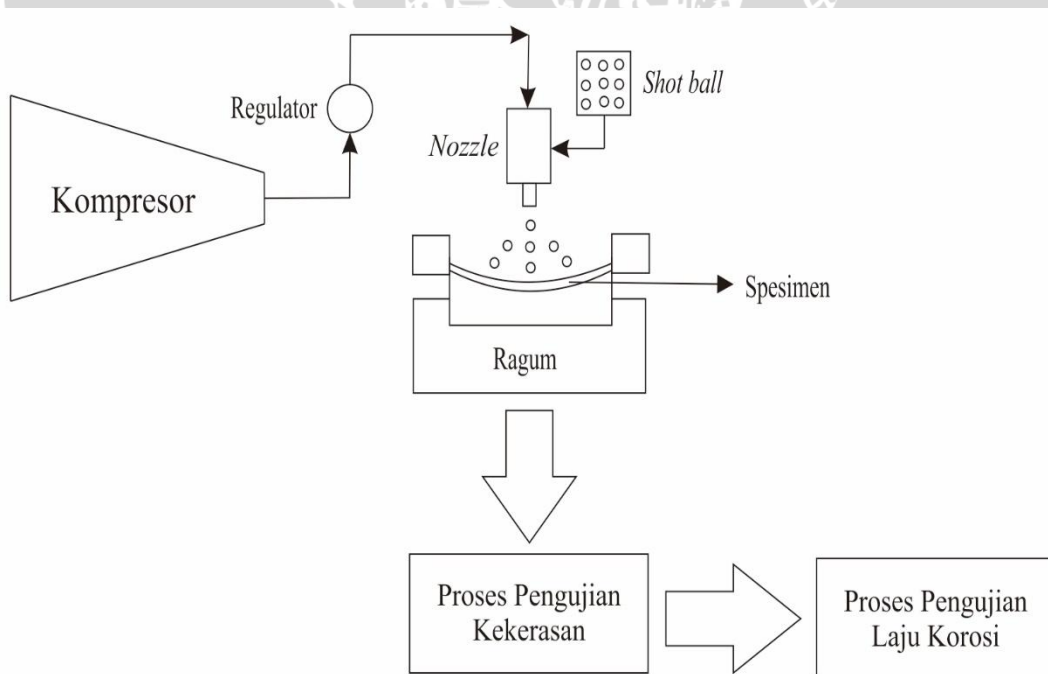 Regulator
Shot ball
Nozzle
Kompresor
Spesimen
Ragum
Proses Pengujian
Kekerasan
Proses Pengujian
Laju Korosi